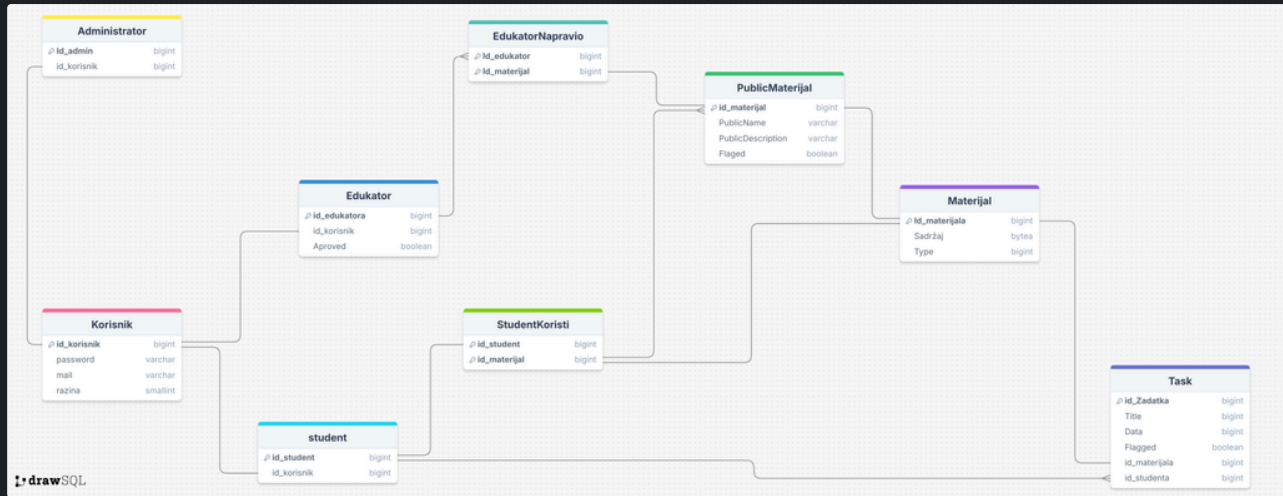 Administrator
Id_admin bigint
id_korisnik bigint
EdukatorNapravio
Id_edukator bigint
Id_materijal bigint
PublicMaterijal
id_materijal bigint
PublicName varchar
PublicDescription varchar
Flaged boolean
Edukator
id_edukatora bigint
id_korisnik bigint
Aproved boolean
Materijal
Id_materijala bigint
Sadržaj bytea
Type bigint
Korisnik
id_korisnik bigint
password varchar
mail varchar
razina smallint
StudentKoristi
id_student bigint
id_materijal bigint
student
id_student bigint
id_korisnik bigint
Task
id_Zadatka bigint
Title bigint
Data bigint
Flagged boolean
id_materijala bigint
id_studenta bigint
drawSQL